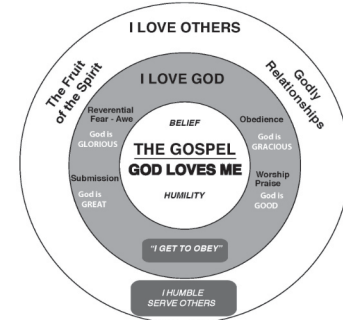 I LOVE OTHERS
The Fruit
of the Spirit
Godly
Relationships
I LOVE GOD
Reverential
Fear - Awe
God is
GLORIOUS
Obedience
God is
GRACIOUS
BELIEF
THE GOSPEL
GOD LOVES ME
HUMILITY
Submission
God is
GREAT
Worship
Praise
God is
GOOD
"I GET TO OBEY"
I HUMBLE
SERVE OTHERS